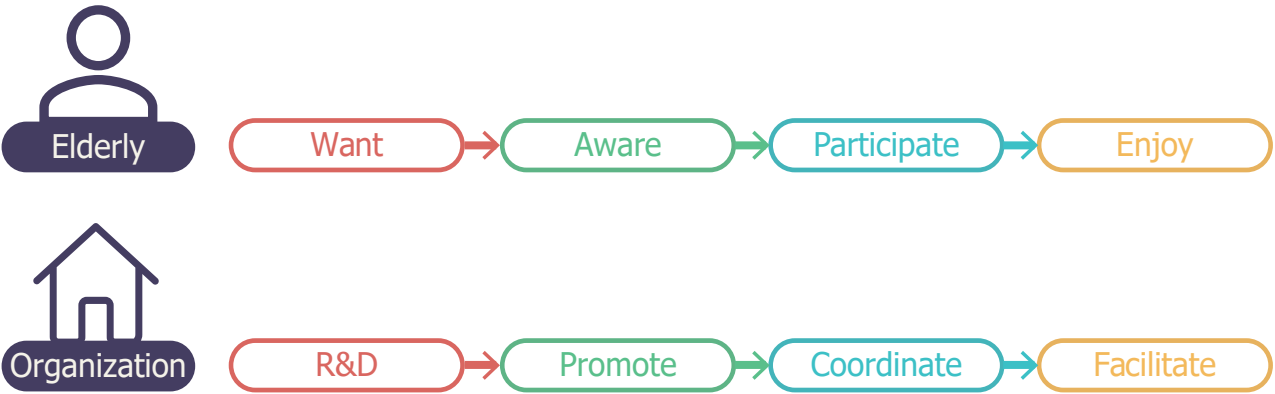 Elderly
Want
Aware
Participate
Enjoy
Organization
R&D
Promote
Coordinate
Facilitate